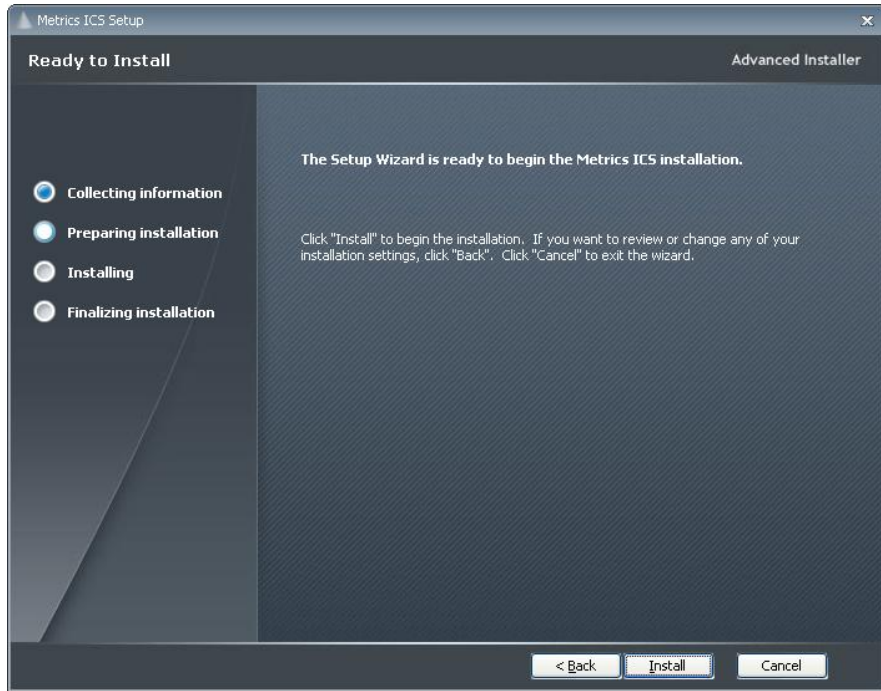 Metrics ICS Setup
Ready to Install
Advanced Installer
Collecting information
Preparing installation
Installing
Finalizing installation
The Setup Wizard is ready to begin the Metrics ICS installation.
Click "Install" to begin the installation. If you want to review or change any of your
installation settings, click "Back". Click "Cancel" to exit the wizard.
< Back
Install
Cancel